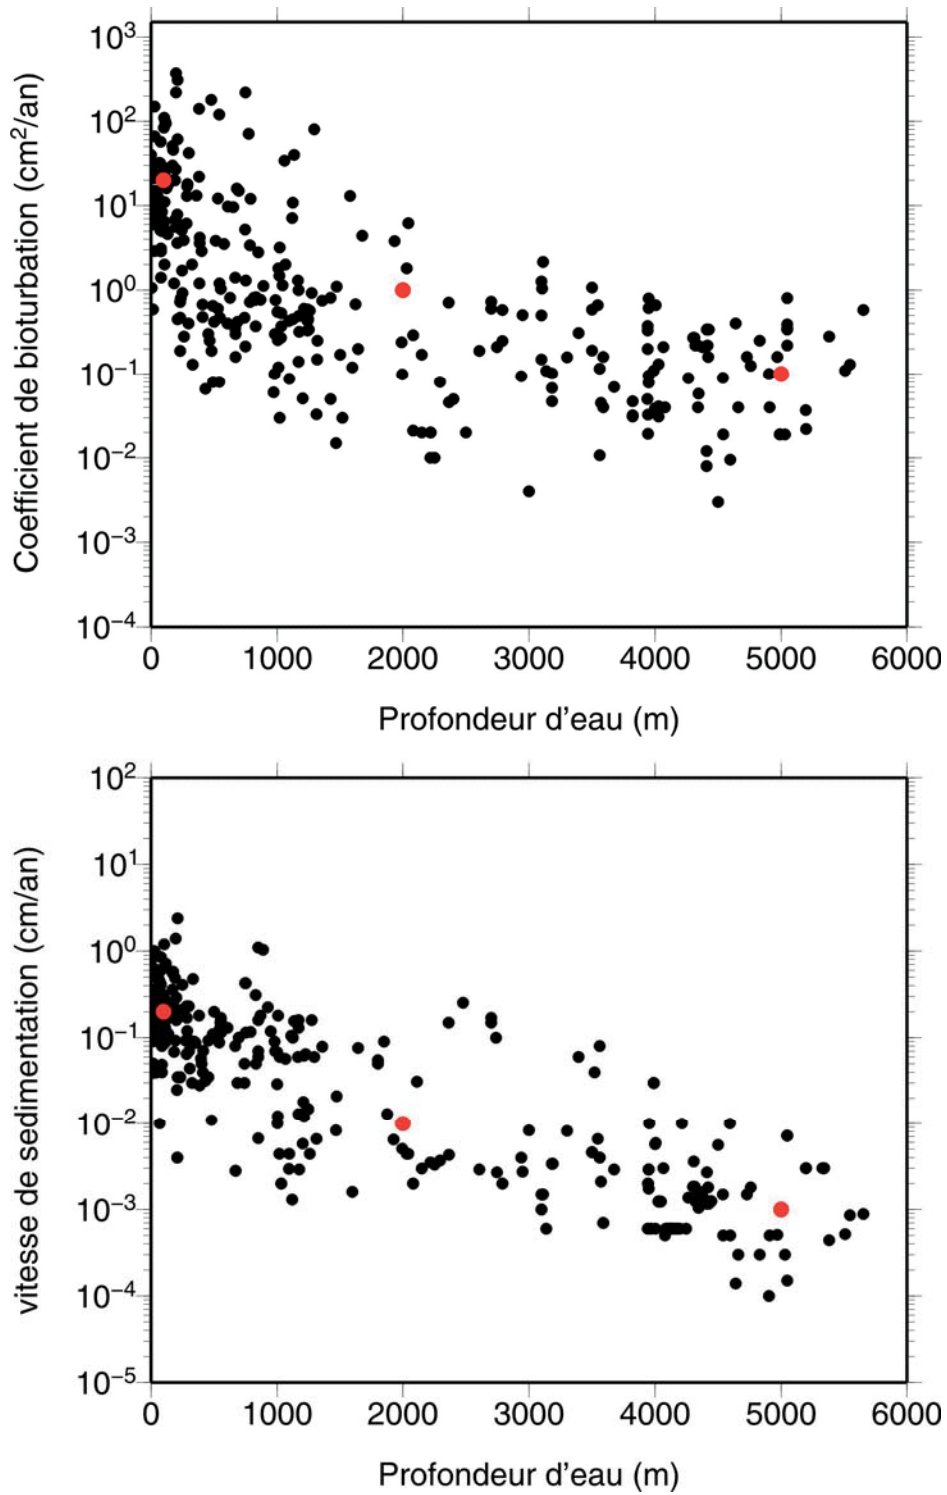 Coefficient de bioturbation (cm²/an)
10³
10²
10¹
10⁰
10⁻¹
10⁻²
10⁻³
10⁻⁴
0 1000 2000 3000 4000 5000 6000
Profondeur d'eau (m)
vitesse de sedimentation (cm/an)
10²
10¹
10⁰
10⁻¹
10⁻²
10⁻³
10⁻⁴
10⁻⁵
0 1000 2000 3000 4000 5000 6000
Profondeur d'eau (m)